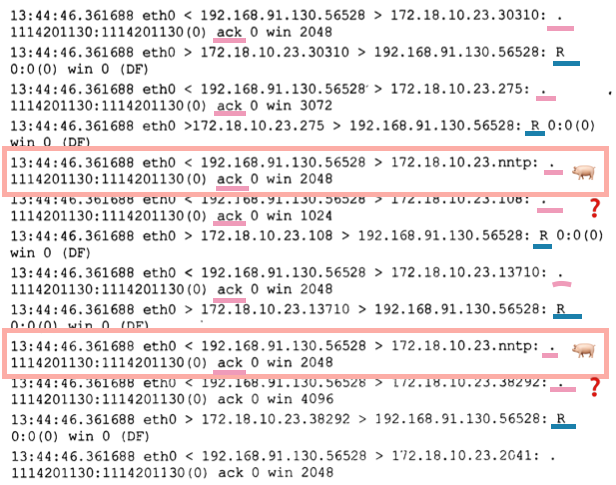 13:44:46.361688 eth0 < 192.168.91.130.56528 > 172.18.10.23.30310: .
1114201130:1114201130(0) ack 0 win 2048
13:44:46.361688 eth0 > 172.18.10.23.30310 > 192.168.91.130.56528: R
0:0(0) win 0 (DF)
13:44:46.361688 eth0 < 192.168.91.130.56528 > 172.18.10.23.275: .
1114201130:1114201130(0) ack 0 win 3072
13:44:46.361688 eth0 >172.18.10.23.275 > 192.168.91.130.56528: R 0:0(0)
win 0 (DF)
13:44:46.361688 eth0 < 192.168.91.130.56528 > 172.18.10.23.nntp: .
1114201130:1114201130(0) ack 0 win 2048
13:44:46.361688 eth0 < 192.168.91.130.56528 > 172.18.10.23.108: .
?
1114201130:1114201130(0) ack 0 win 1024
13:44:46.361688 eth0 > 172.18.10.23.108 > 192.168.91.130.56528: R 0:0(0)
win 0 (DF)
13:44:46.361688 eth0 < 192.168.91.130.56528 > 172.18.10.23.13710: .
1114201130:1114201130(0) ack 0 win 2048
13:44:46.361688 eth0 > 172.18.10.23.13710 > 192.168.91.130.56528: R
0:0(0) win 0 (DF)
13:44:46.361688 eth0 < 192.168.91.130.56528 > 172.18.10.23.nntp: .
1114201130:1114201130(0) ack 0 win 2048
13:44:46.361688 eth0 < 192.168.91.130.56528 > 172.18.10.23.38292: .
?
1114201130:1114201130(0) ack 0 win 4096
13:44:46.361688 eth0 > 172.18.10.23.38292 > 192.168.91.130.56528: R
0:0(0) win 0 (DF)
13:44:46.361688 eth0 < 192.168.91.130.56528 > 172.18.10.23.2041: .
1114201130:1114201130(0) ack 0 win 2048